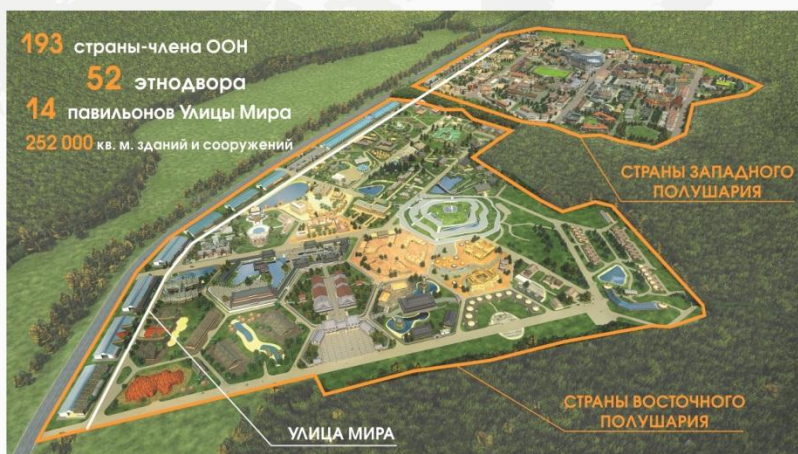 193 страны-члена ООН
52 этнодвора
14 павильонов Улицы Мира
252 000 кв. м. зданий и сооружений
СТРАНЫ ЗАПАДНОГО
ПОЛУШАРИЯ
СТРАНЫ ВОСТОЧНОГО
ПОЛУШАРИЯ
УЛИЦА МИРА